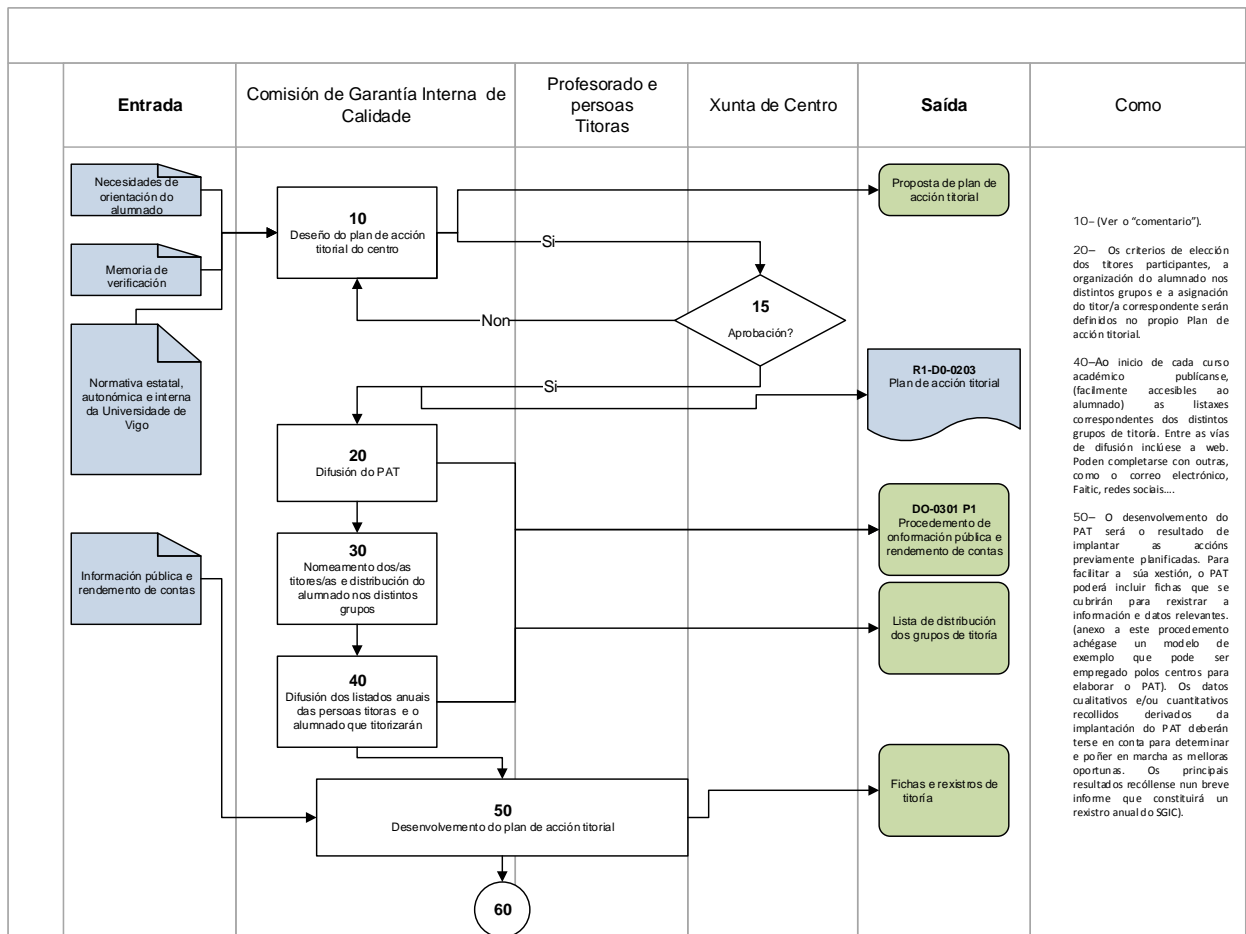 Entrada
Comisión de Garantía Interna de
Calidade
Profesorado e
persoas
Titoras
Xunta de Centro
Saída
Como
Necesidades de
orientación do
alumnado
Memoria de
verificación
Normativa estatal,
autonómica e interna
da Universidade de
Vigo
Información pública e
rendemento de contas
10
Deseño do plan de acción
titorial do centro
Si
Non
15
Aprobación?
Si
20
Difusión do PAT
30
Nomeamento dos/as
titores/as e distribución do
alumnado nos distintos
grupos
40
Difusión dos listados anuais
das persoas titoras e o
alumnado que titorizarán
50
Desenvolvemento do plan de acción titorial
60
Proposta de plan de
acción titorial
R1-D0-0203
Plan de acción titorial
DO-0301 P1
Procedemento de
onformación pública e
rendemento de contas
Lista de distribución
dos grupos de titoría
Fichas e rexistros de
titoría
10– (Ver o “comentario”).
20– Os criterios de elección
dos titores participantes, a
organización do alumnado nos
distintos grupos e a asignación
do titor/a correspondente serán
definidos no propio Plan de
acción titorial.
40–Ao inicio de cada curso
académico publícanse,
(facilmente accesibles ao
alumnado) as listaxes
correspondentes dos distintos
grupos de titoría. Entre as vías
de difusión inclúese a web.
Poden completarse con outras,
como o correo electrónico,
Faitic, redes sociais....
50– O desenvolvemento do
PAT será o resultado de
implantar as accións
previamente planificadas. Para
facilitar a súa xestión, o PAT
poderá incluir fichas que se
cubrirán para rexistrar a
información e datos relevantes.
(anexo a este procedemento
achégase un modelo de
exemplo que pode ser
empregado polos centros para
elaborar o PAT). Os datos
cualitativos e/ou cuantitativos
recollidos derivados da
implantación do PAT deberán
terse en conta para determinar
e poñer en marcha as melloras
oportunas. Os principais
resultados recóllense nun breve
informe que constituirá un
rexistro anual do SGIC).